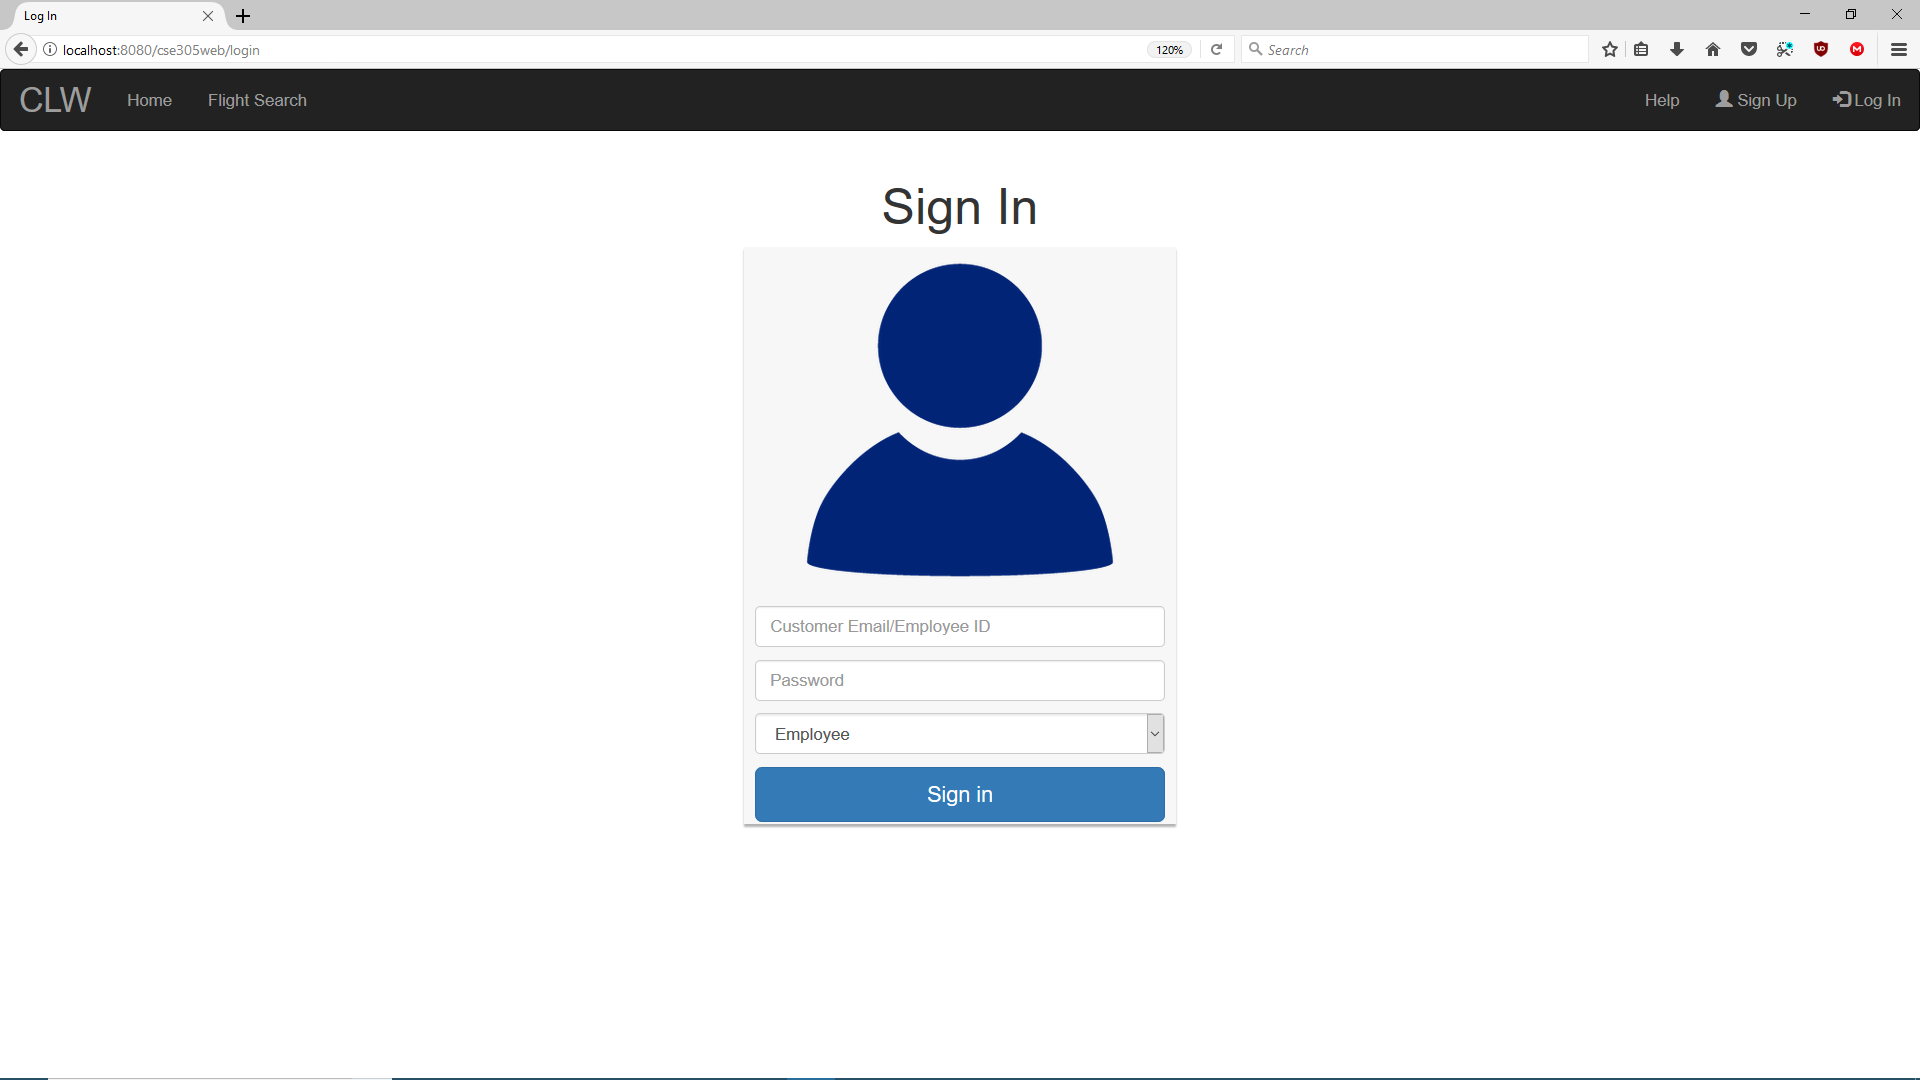 Log In
localhost:8080/cse305web/login
120%
Search
CLW
Home
Flight Search
Help
Sign Up
Log In
Sign In
Customer Email/Employee ID
Password
Employee
Sign in